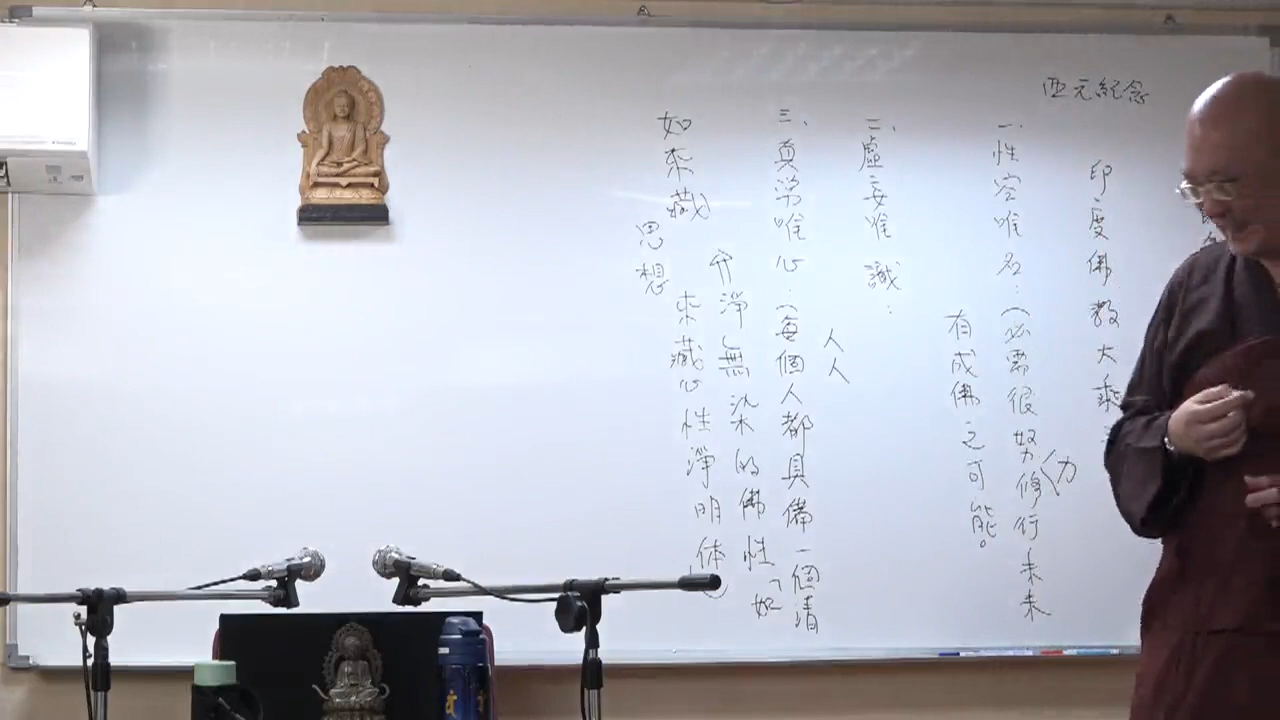 西元紀念
印度佛教大乘:
一、性空唯名:(必需很努修行未来
力
有成佛之可能。
二、虛妄唯識:
人人
三、真常唯心:(每個人都具備一個清
淨無染的佛性「如
來藏心性淨明体)
如來藏
思想